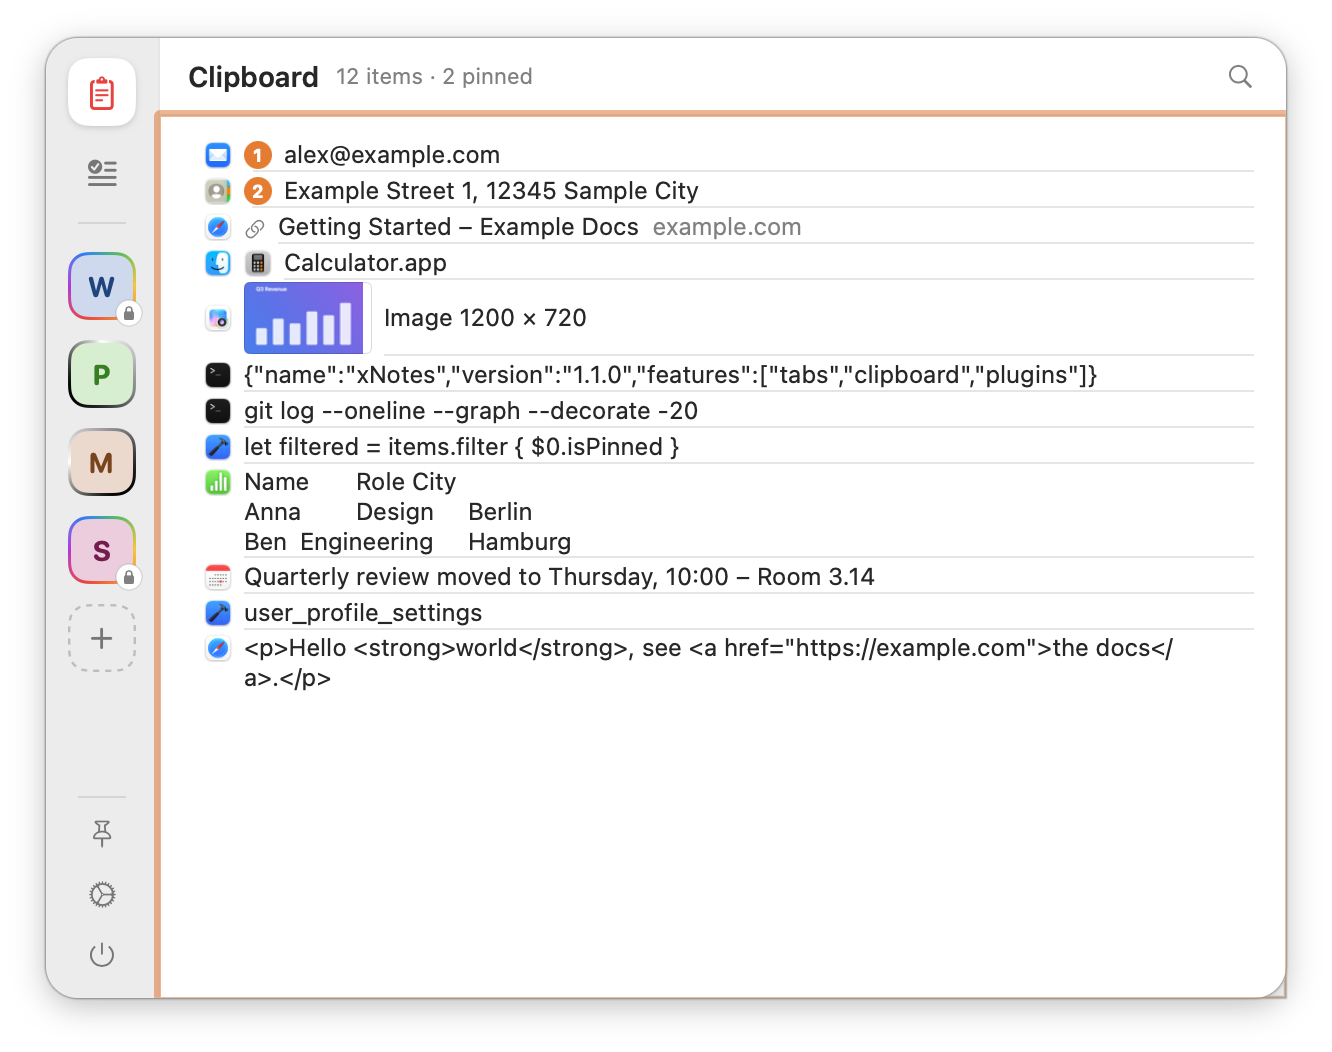 Clipboard 12 items · 2 pinned
1 alex@example.com
2 Example Street 1, 12345 Sample City
Getting Started – Example Docs example.com
Calculator.app
Q3 Revenue
Image 1200 × 720
{"name":"xNotes","version":"1.1.0","features":["tabs","clipboard","plugins"]}
git log --oneline --graph --decorate -20
let filtered = items.filter { $0.isPinned }
Name Role City
Anna Design Berlin
Ben Engineering Hamburg
Quarterly review moved to Thursday, 10:00 – Room 3.14
user_profile_settings
<p>Hello <strong>world</strong>, see <a href="https://example.com">the docs</
a>.</p>
W
P
M
S